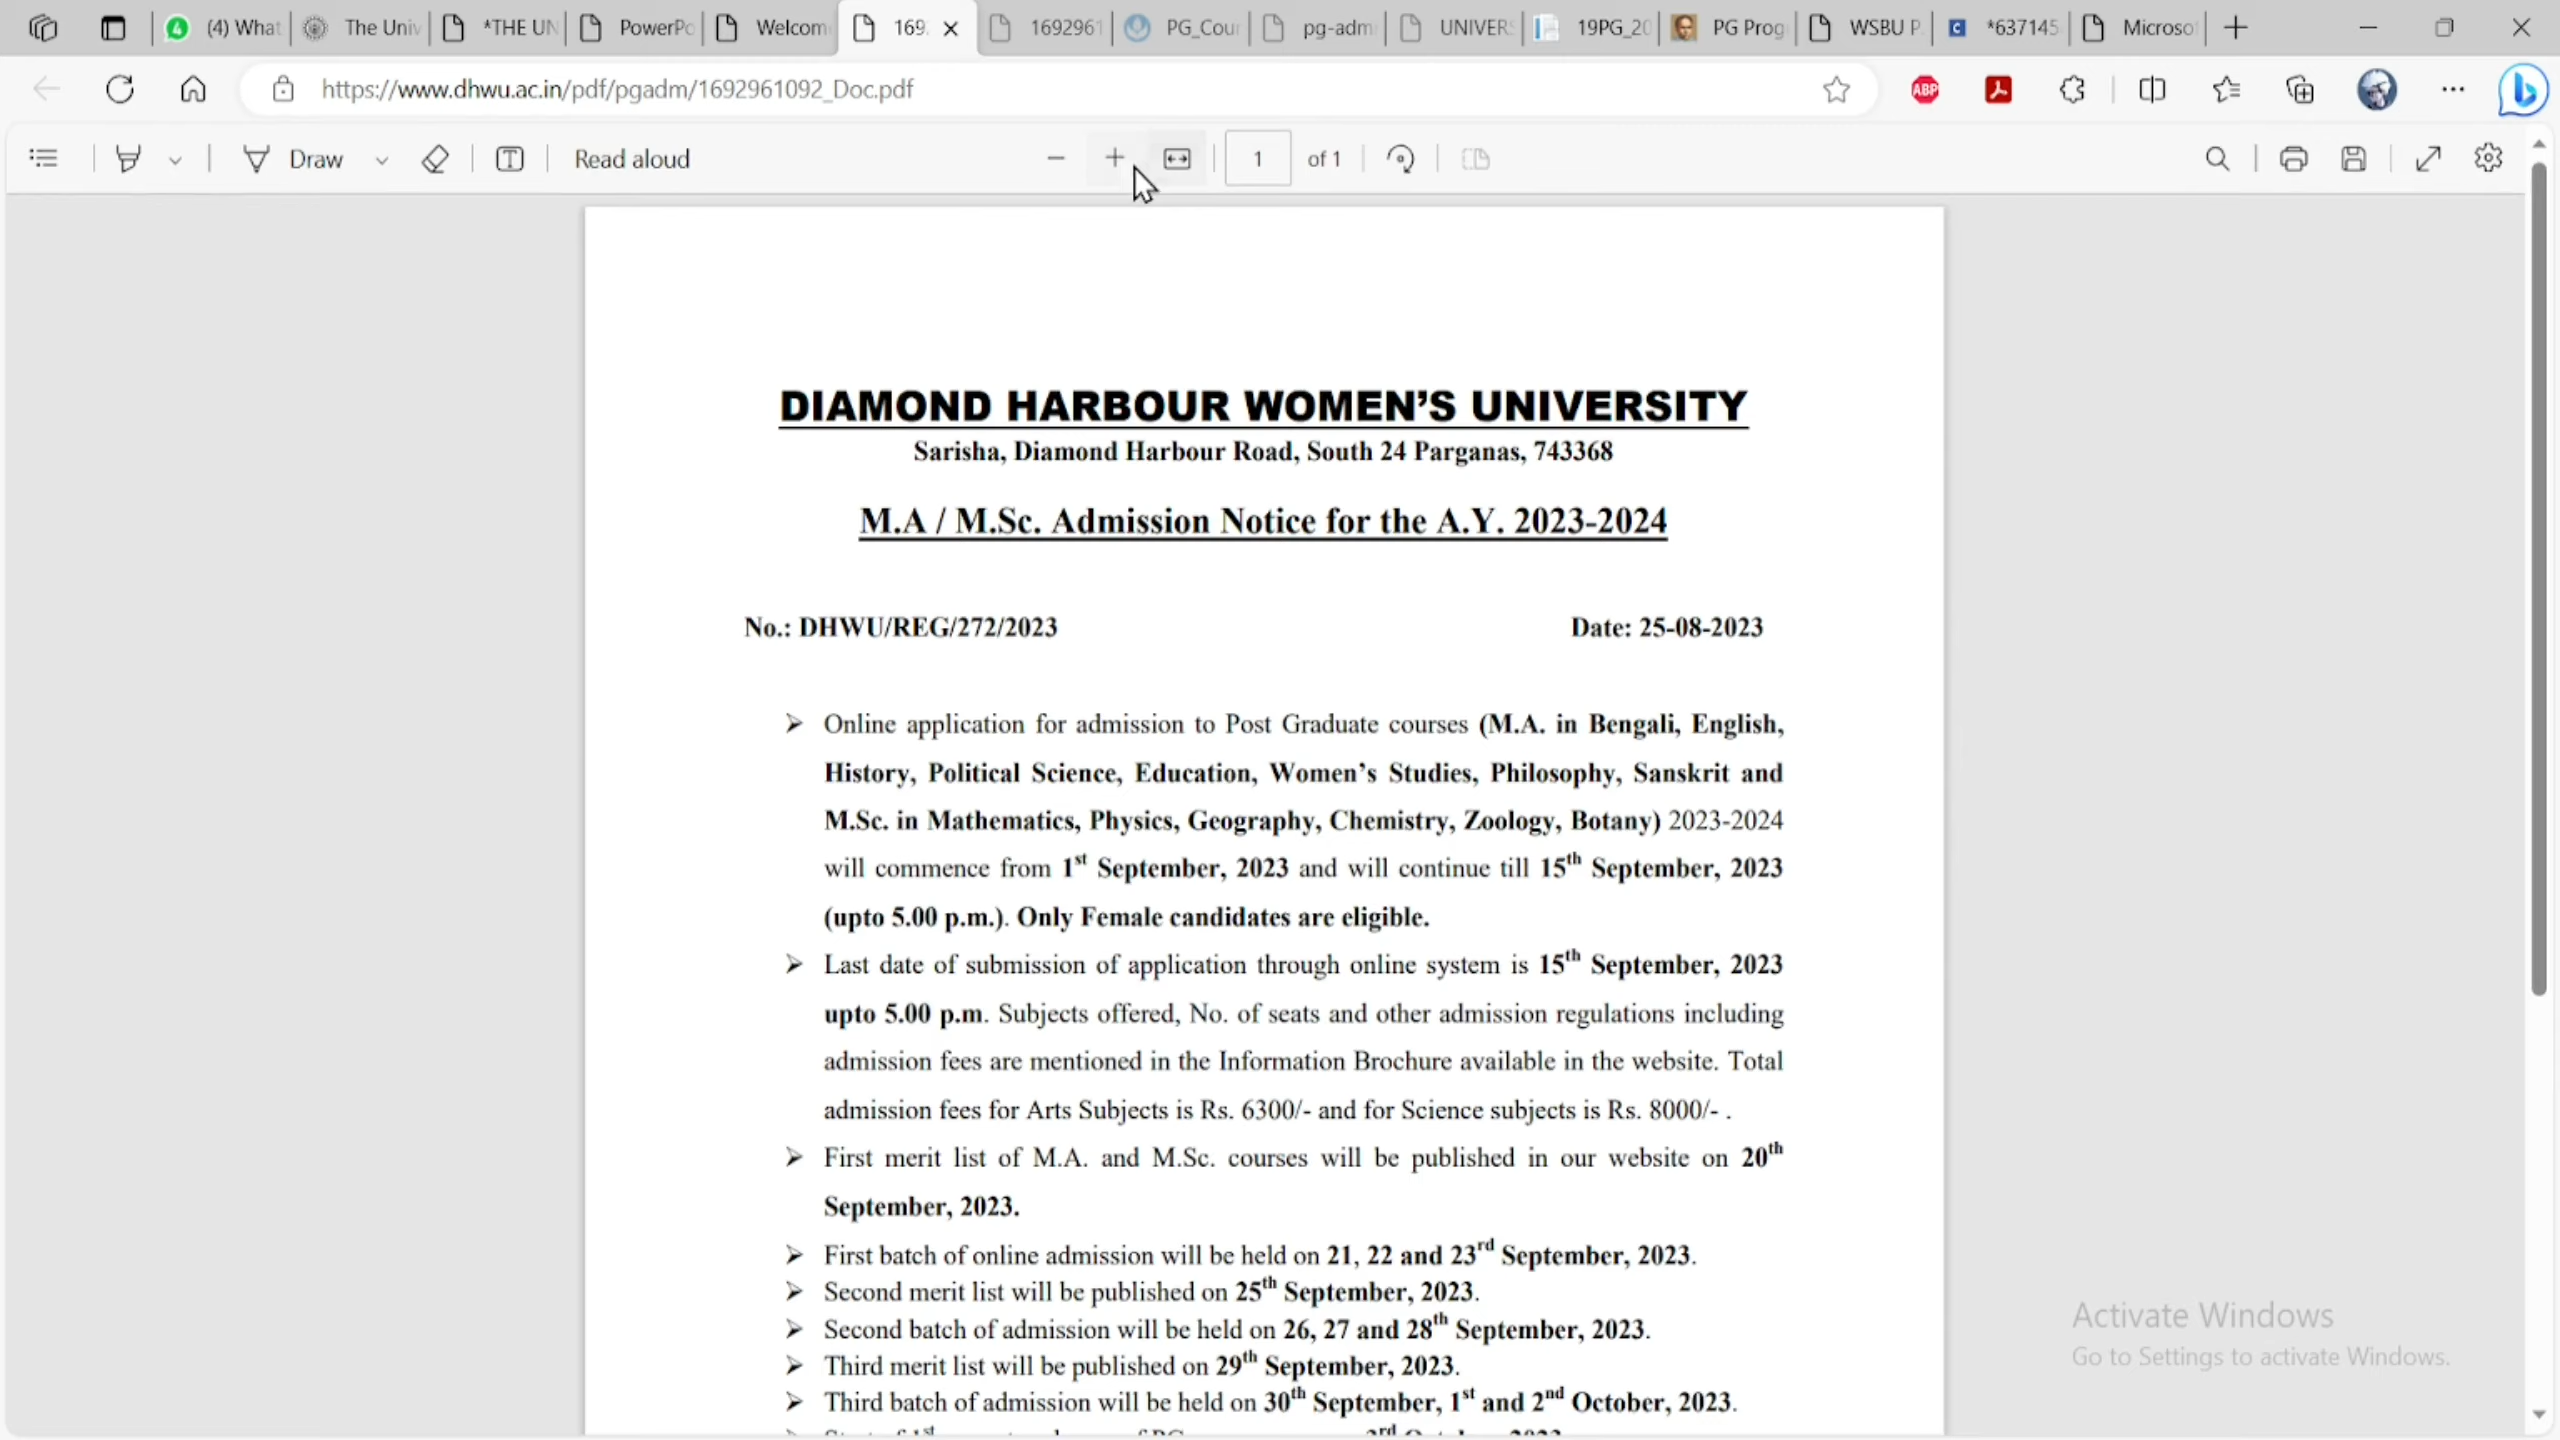 (4) What
The Univ
*THE UN
PowerPo
Welcom
169
1692961
PG_Cour
pg-adm
UNIVERS
19PG_20
PG Prog
WSBU P
*637145
Microso
https://www.dhwu.ac.in/pdf/pgadm/1692961092_Doc.pdf
ABP
Draw
Read aloud
1
of 1
DIAMOND HARBOUR WOMEN'S UNIVERSITY
Sarisha, Diamond Harbour Road, South 24 Parganas, 743368
M.A / M.Sc. Admission Notice for the A.Y. 2023-2024
No.: DHWU/REG/272/2023 Date: 25-08-2023
➢ Online application for admission to Post Graduate courses (M.A. in Bengali, English,
History, Political Science, Education, Women's Studies, Philosophy, Sanskrit and
M.Sc. in Mathematics, Physics, Geography, Chemistry, Zoology, Botany) 2023-2024
will commence from 1st September, 2023 and will continue till 15th September, 2023
(upto 5.00 p.m.). Only Female candidates are eligible.
➢ Last date of submission of application through online system is 15th September, 2023
upto 5.00 p.m. Subjects offered, No. of seats and other admission regulations including
admission fees are mentioned in the Information Brochure available in the website. Total
admission fees for Arts Subjects is Rs. 6300/- and for Science subjects is Rs. 8000/- .
➢ First merit list of M.A. and M.Sc. courses will be published in our website on 20th
September, 2023.
➢ First batch of online admission will be held on 21, 22 and 23rd September, 2023.
➢ Second merit list will be published on 25th September, 2023.
➢ Second batch of admission will be held on 26, 27 and 28th September, 2023.
➢ Third merit list will be published on 29th September, 2023.
➢ Third batch of admission will be held on 30th September, 1st and 2nd October, 2023.
Activate Windows
Go to Settings to activate Windows.